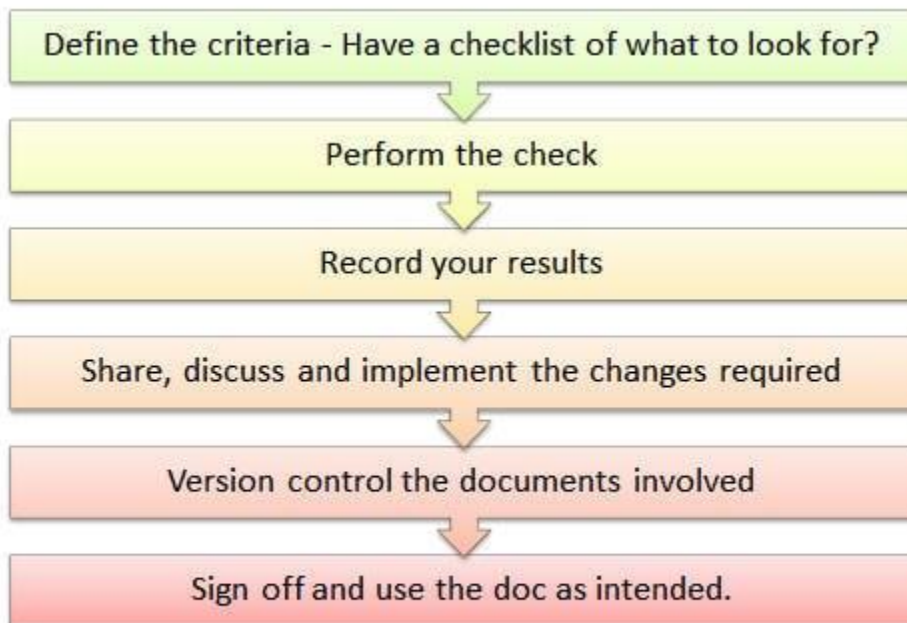 Define the criteria - Have a checklist of what to look for?
Perform the check
Record your results
Share, discuss and implement the changes required
Version control the documents involved
Sign off and use the doc as intended.